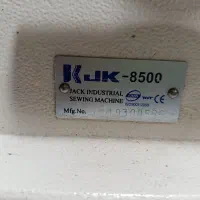 JK-8500
JACK INDUSTRIAL
SEWING MACHINE
Mfg.No.